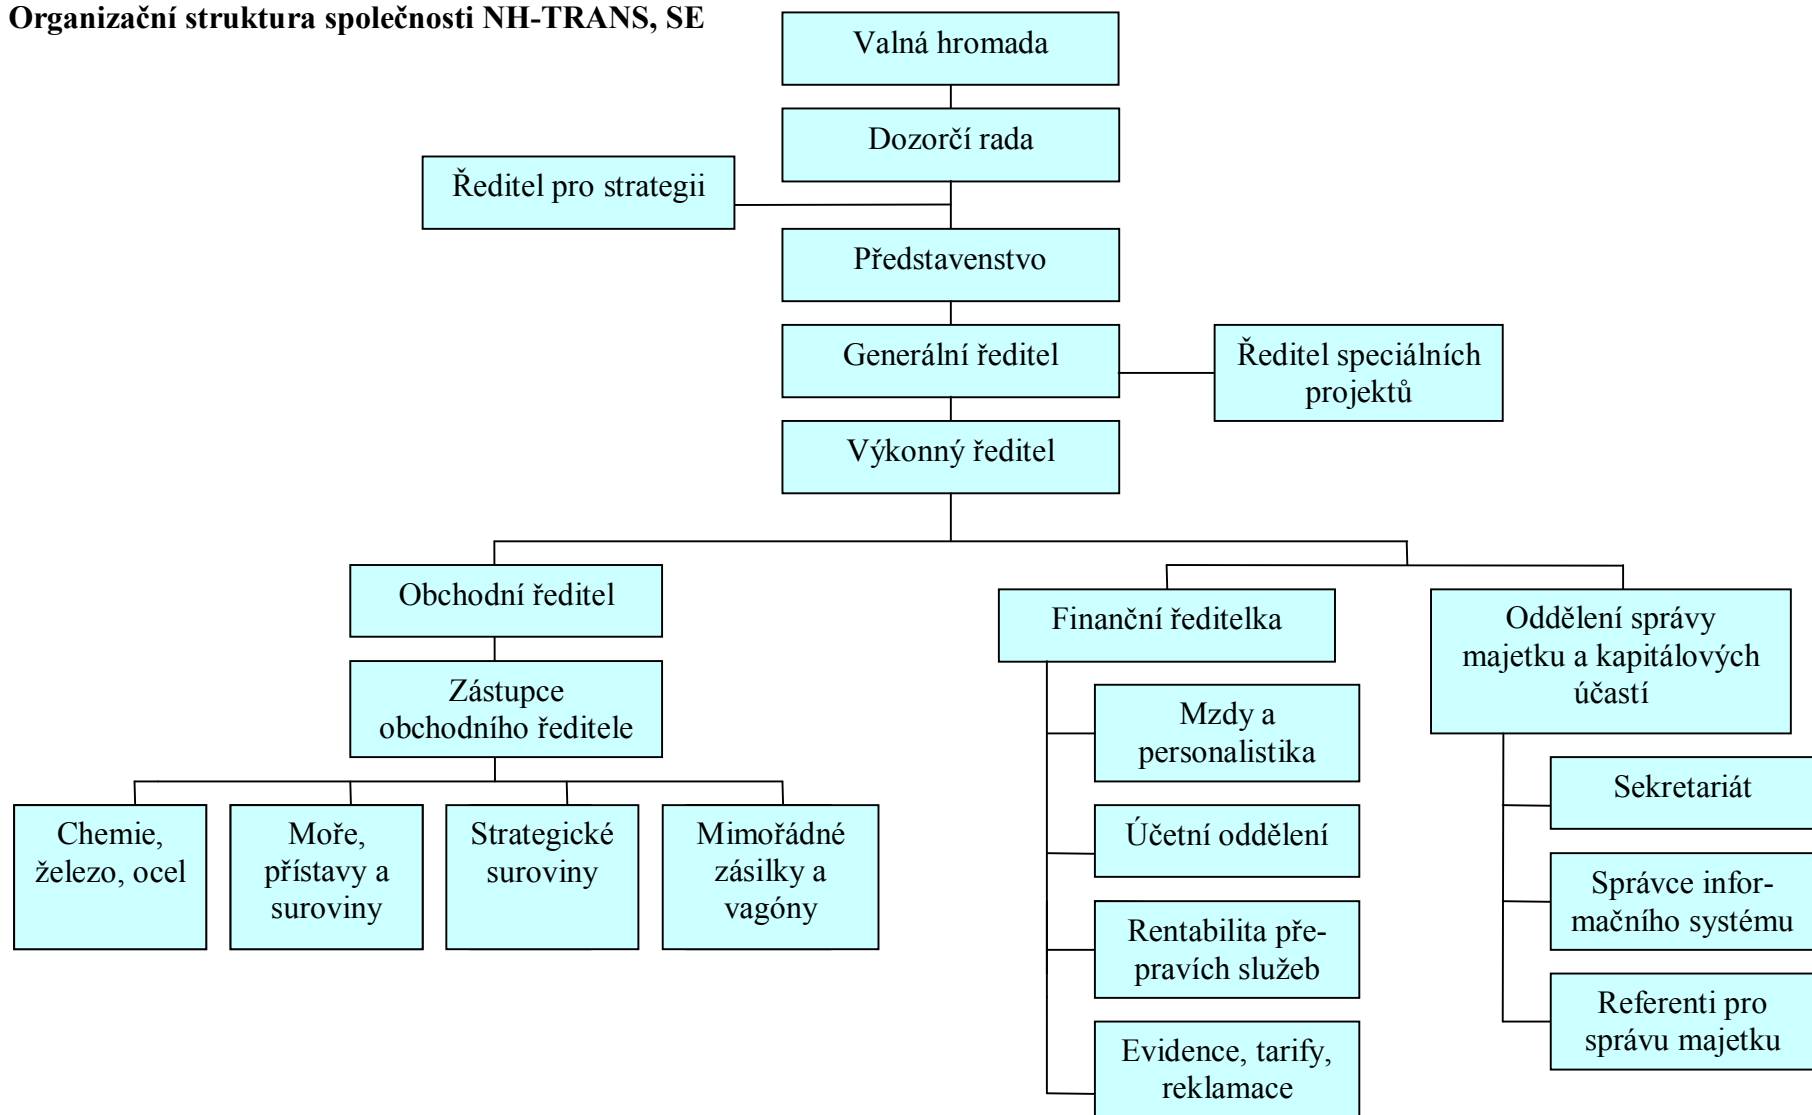 Organizační struktura společnosti NH-TRANS, SE
Valná hromada
Dozorčí rada
Ředitel pro strategii
Představenstvo
Generální ředitel
Ředitel speciálních
projektů
Výkonný ředitel
Obchodní ředitel
Zástupce
obchodního ředitele
Chemie,
železo, ocel
Moře,
přístavy a
suroviny
Strategické
suroviny
Mimořádné
zásilky a
vagóny
Finanční ředitelka
Mzdy a
personalistika
Účetní oddělení
Rentabilita pře-
pravích služeb
Evidence, tarify,
reklamace
Oddělení správy
majetku a kapitálových
účastí
Sekretariát
Správce infor-
mačního systému
Referenti pro
správu majetku